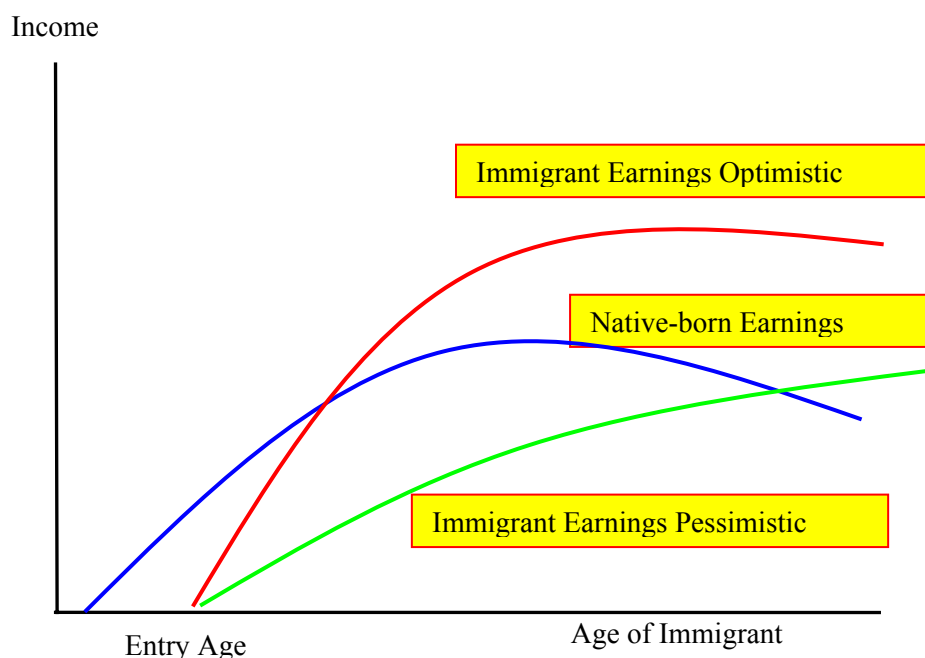 Income
Immigrant Earnings Optimistic
Native-born Earnings
Immigrant Earnings Pessimistic
Entry Age
Age of Immigrant